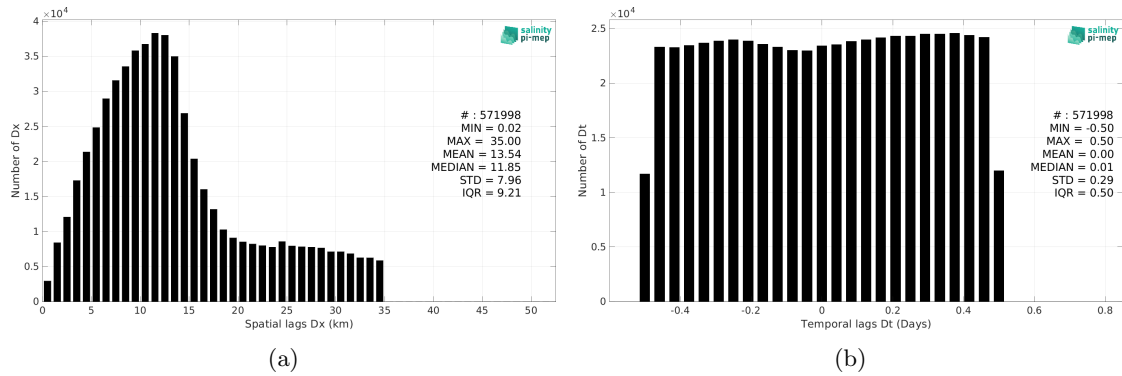 ×10⁴
4
3.5
3
2.5
2
1.5
1
0.5
0
Number of Dx
0 5 10 15 20 25 30 35 40 45 50
Spatial lags Dx (km)
salinity
pi-mep
# : 571998
MIN = 0.02
MAX = 35.00
MEAN = 13.54
MEDIAN = 11.85
STD = 7.96
IQR = 9.21
(a)
×10⁴
2.5
2
1.5
1
0.5
0
Number of Dt
-0.4 -0.2 0 0.2 0.4 0.6 0.8
Temporal lags Dt (Days)
salinity
pi-mep
# : 571998
MIN = -0.50
MAX = 0.50
MEAN = 0.00
MEDIAN = 0.01
STD = 0.29
IQR = 0.50
(b)